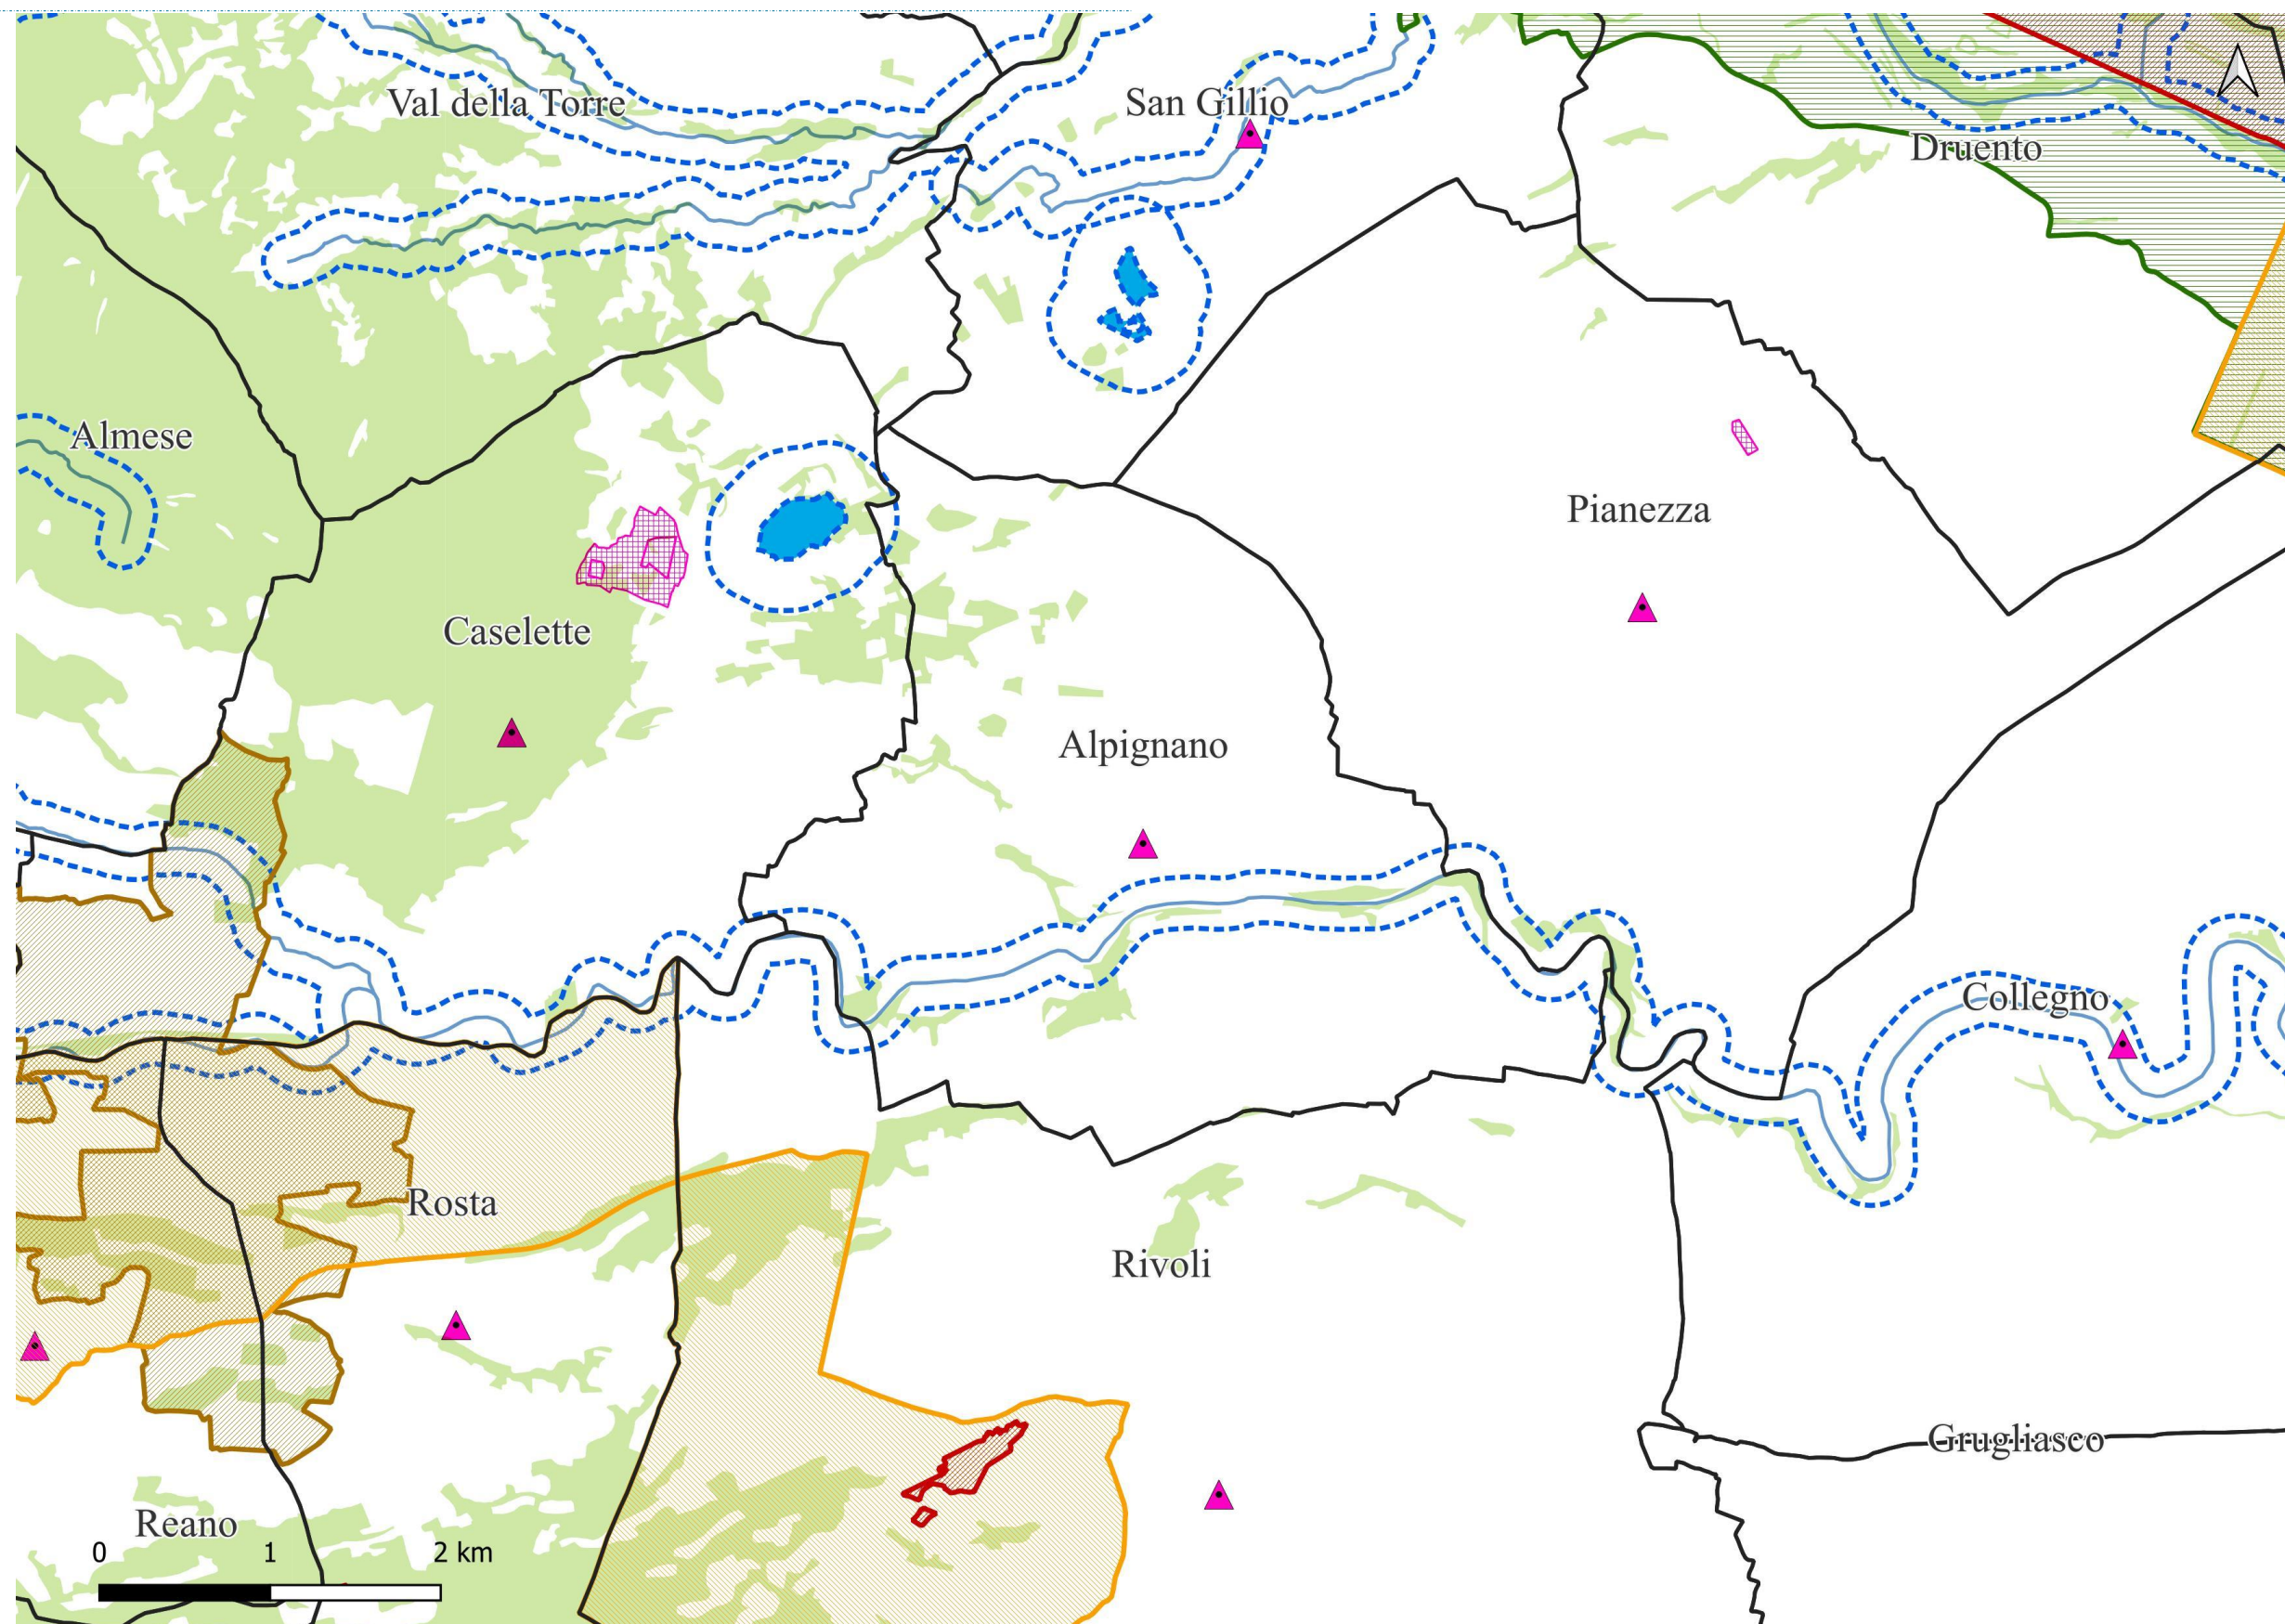 Val della Torre
San Gillio
Druento
Almese
Pianezza
Caselette
Alpignano
Collegno
Rosta
Rivoli
Grugliasco
Reano
0 1 2 km